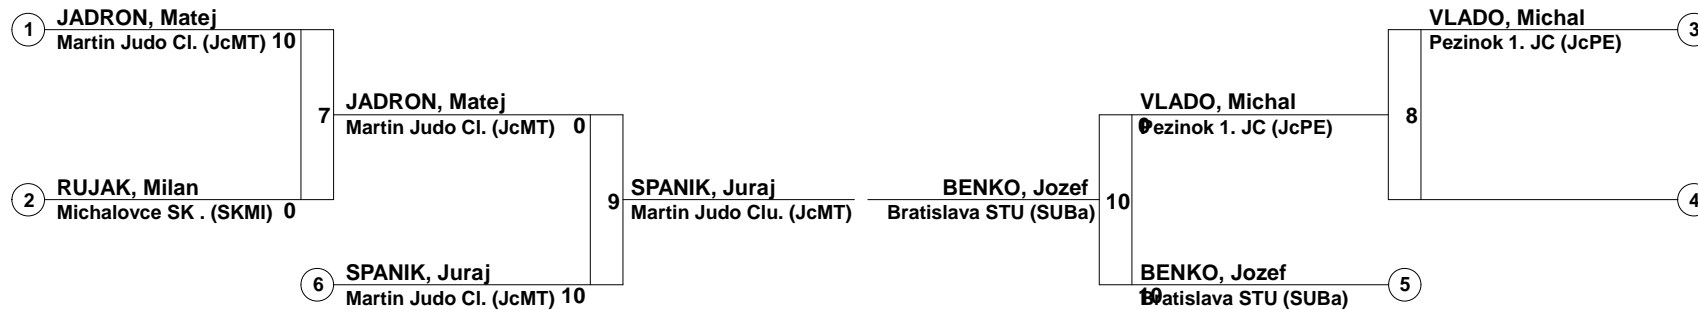 1
JADRON, Matej
Martin Judo Cl. (JcMT) 10
7
2
RUJAK, Milan
Michalovce SK . (SKMI) 0
JADRON, Matej
Martin Judo Cl. (JcMT) 0
9
6
SPANIK, Juraj
Martin Judo Cl. (JcMT) 10
SPANIK, Juraj
Martin Judo Clu. (JcMT)
BENKO, Jozef
Bratislava STU (SUBa)
10
VLADO, Michal
0
Pezinok 1. JC (JcPE)
BENKO, Jozef
10
Bratislava STU (SUBa)
5
8
VLADO, Michal
Pezinok 1. JC (JcPE)
3
4